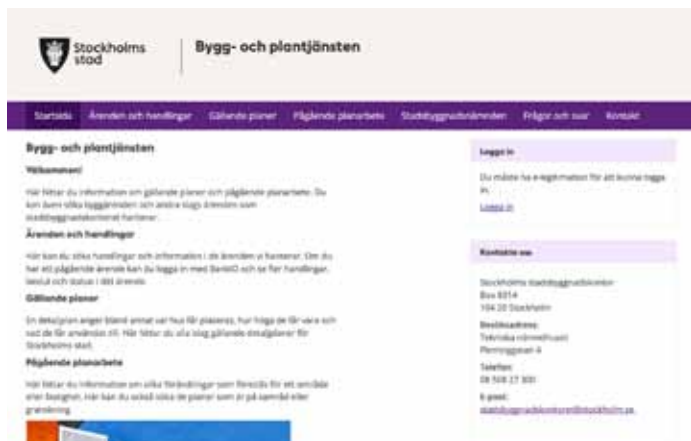 Stockholms
stad
Bygg- och plantjänsten
Startsida Ärenden och handlingar Gällande planer Pågående planarbete Stadsbyggnadsnämnden Frågor och svar Kontakt
Bygg- och plantjänsten
Välkommen!
Här hittar du information om gällande planer och pågående planarbete. Du
kan även söka byggärenden och andra slags ärenden som
stadsbyggnadskontoret hanterar.
Ärenden och handlingar
Här kan du söka handlingar och information i de ärenden vi hanterar. Om du
har ett pågående ärende kan du logga in med BankID och se fler handlingar,
beslut och status i ditt ärende.
Gällande planer
En detaljplan anger bland annat var hus får placeras, hur höga de får vara och
vad de får användas till. Här hittar du alla idag gällande detaljplaner för
Stockholms stad.
Pågående planarbete
Här hittar du information om olika förändringar som föreslås för ett område
eller fastighet. Här kan du också söka de planer som är på samråd eller
granskning.
Logga in
Du måste ha e-legitimation för att kunna logga
in.
Logga in
Kontakta oss
Stockholms stadsbyggnadskontor
Box 8314
104 20 Stockholm
Besöksadress:
Tekniska nämndhuset
Fleminggatan 4
Telefon:
08 508 27 300
E-post:
stadsbyggnadskontoret@stockholm.se